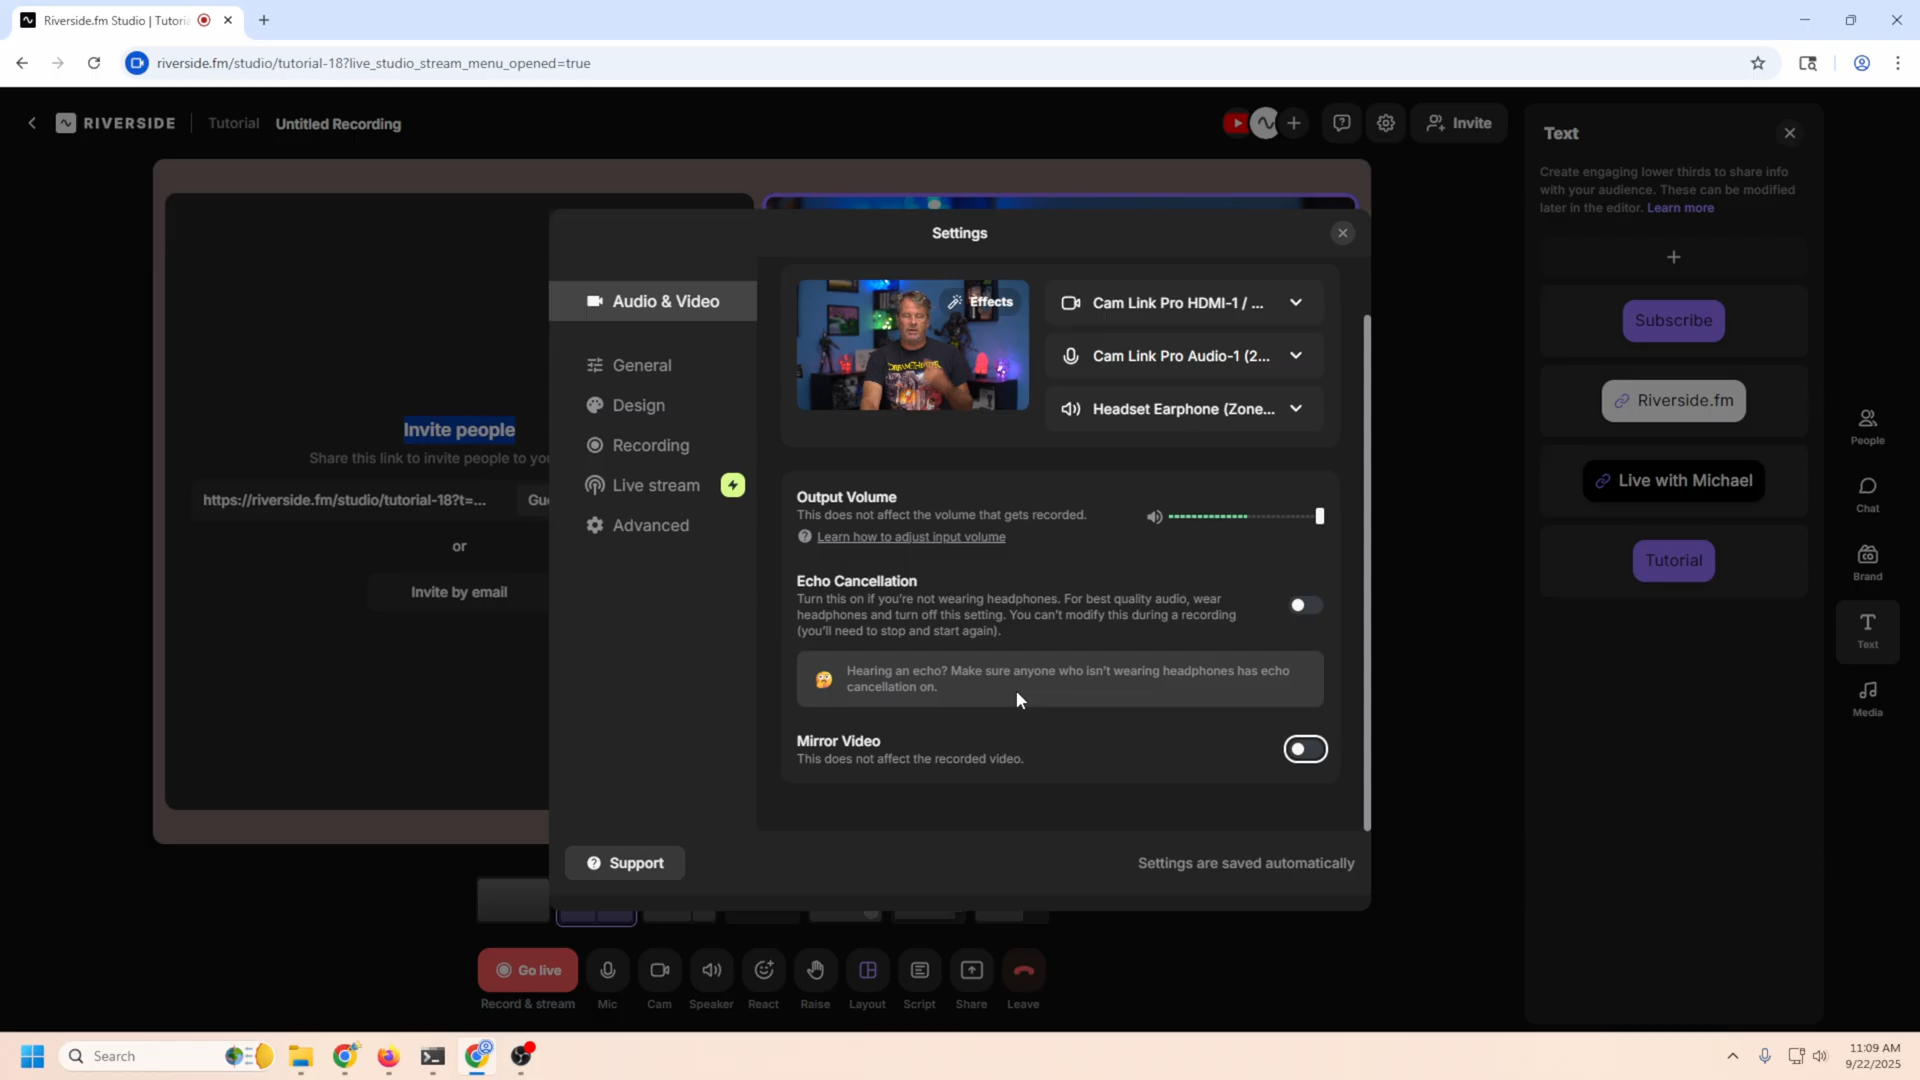 Riverside.fm Studio | Tutoria
riverside.fm/studio/tutorial-18?live_studio_stream_menu_opened=true
RIVERSIDE
Tutorial
Untitled Recording
Invite
Text
Create engaging lower thirds to share info
with your audience. These can be modified
later in the editor. Learn more
Subscribe
Riverside.fm
Live with Michael
Tutorial
People
Chat
Brand
Text
Media
Invite people
Share this link to invite people to yo
https://riverside.fm/studio/tutorial-18?t=...
Gu
or
Invite by email
Settings
Audio & Video
General
Design
Recording
Live stream
Advanced
Support
Effects
Cam Link Pro HDMI-1 / ...
Cam Link Pro Audio-1 (2...
Headset Earphone (Zone...
Output Volume
This does not affect the volume that gets recorded.
Learn how to adjust input volume
Echo Cancellation
Turn this on if you're not wearing headphones. For best quality audio, wear
headphones and turn off this setting. You can't modify this during a recording
(you'll need to stop and start again).
Hearing an echo? Make sure anyone who isn't wearing headphones has echo
cancellation on.
Mirror Video
This does not affect the recorded video.
Settings are saved automatically
Go live
Record & stream
Mic
Cam
Speaker
React
Raise
Layout
Script
Share
Leave
Search
11:09 AM
9/22/2025